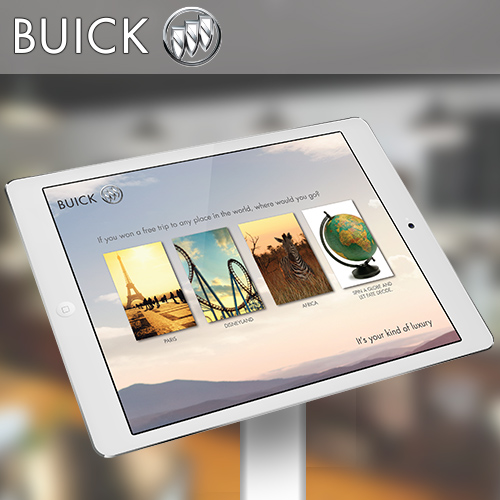 BUICK
BUICK
If you won a free trip to any place in the world, where would you go?
PARIS
DISNEYLAND
AFRICA
SPIN A GLOBE AND
LET FATE DECIDE
It's your kind of luxury